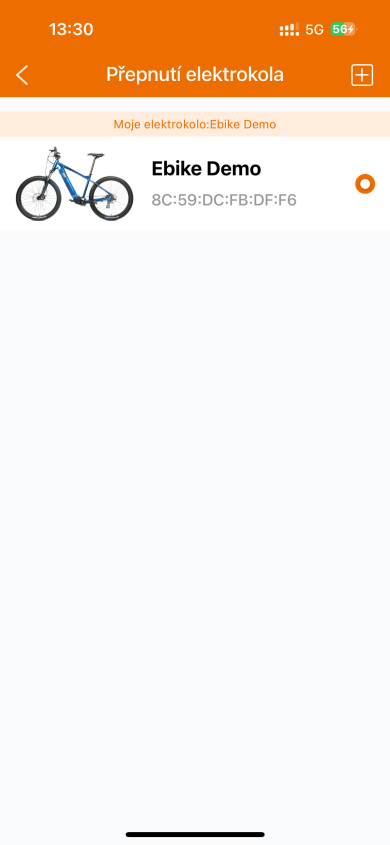 13:30
5G
56
Přepnutí elektrokola
Moje elektrokolo:Ebike Demo
Ebike Demo
8C:59:DC:FB:DF:F6